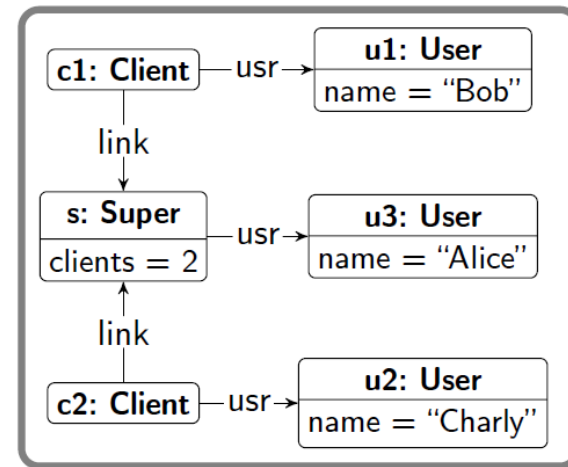 c1: Client
usr
u1: User
name = “Bob”
link
s: Super
clients = 2
usr
u3: User
name = “Alice”
link
c2: Client
usr
u2: User
name = “Charly”